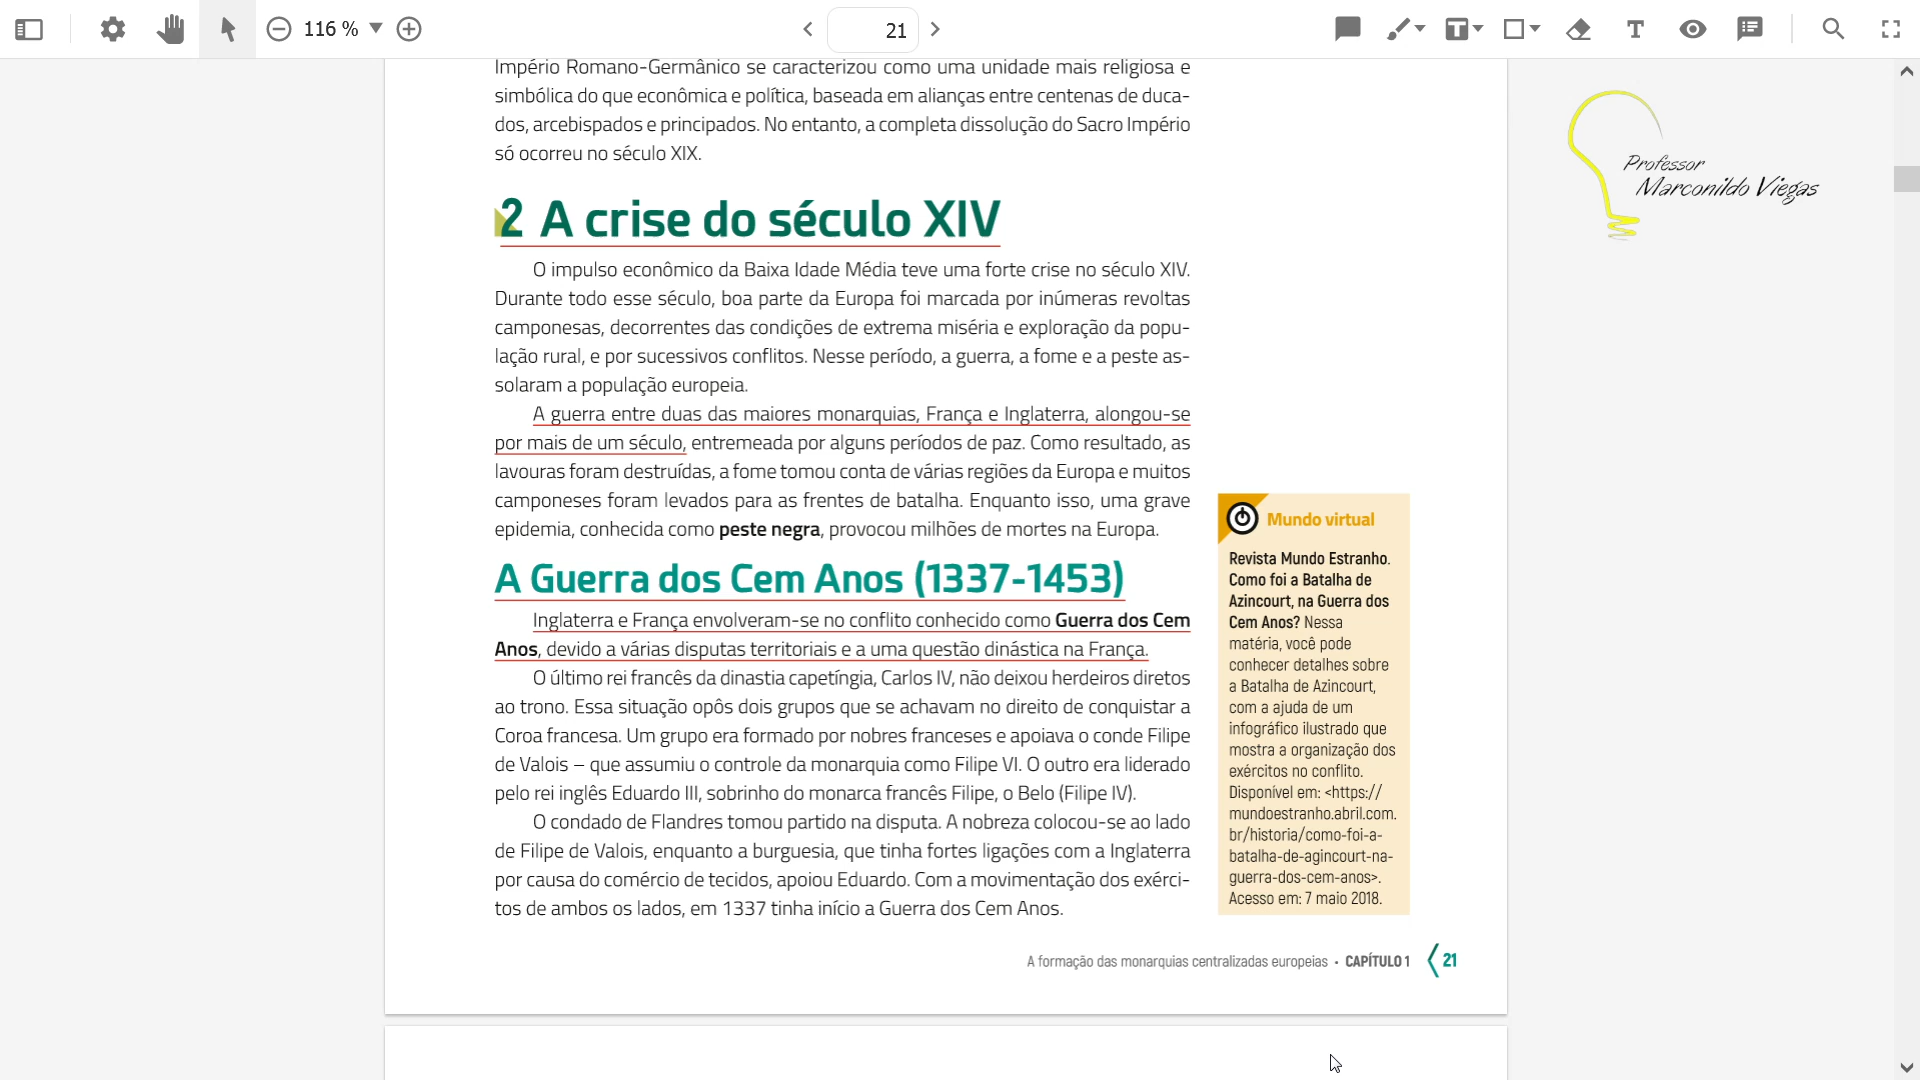 116 %
21
Império Romano-Germânico se caracterizou como uma unidade mais religiosa e
simbólica do que econômica e política, baseada em alianças entre centenas de duca-
dos, arcebispados e principados. No entanto, a completa dissolução do Sacro Império
só ocorreu no século XIX.
Professor
Marconildo Viegas
2 A crise do século XIV
O impulso econômico da Baixa Idade Média teve uma forte crise no século XIV.
Durante todo esse século, boa parte da Europa foi marcada por inúmeras revoltas
camponesas, decorrentes das condições de extrema miséria e exploração da popu-
lação rural, e por sucessivos conflitos. Nesse período, a guerra, a fome e a peste as-
solaram a população europeia.
A guerra entre duas das maiores monarquias, França e Inglaterra, alongou-se
por mais de um século, entremeada por alguns períodos de paz. Como resultado, as
lavouras foram destruídas, a fome tomou conta de várias regiões da Europa e muitos
camponeses foram levados para as frentes de batalha. Enquanto isso, uma grave
epidemia, conhecida como peste negra, provocou milhões de mortes na Europa.
A Guerra dos Cem Anos (1337-1453)
Inglaterra e França envolveram-se no conflito conhecido como Guerra dos Cem
Anos, devido a várias disputas territoriais e a uma questão dinástica na França.
O último rei francês da dinastia capetíngia, Carlos IV, não deixou herdeiros diretos
ao trono. Essa situação opôs dois grupos que se achavam no direito de conquistar a
Coroa francesa. Um grupo era formado por nobres franceses e apoiava o conde Filipe
de Valois – que assumiu o controle da monarquia como Filipe VI. O outro era liderado
pelo rei inglês Eduardo III, sobrinho do monarca francês Filipe, o Belo (Filipe IV).
O condado de Flandres tomou partido na disputa. A nobreza colocou-se ao lado
de Filipe de Valois, enquanto a burguesia, que tinha fortes ligações com a Inglaterra
por causa do comércio de tecidos, apoiou Eduardo. Com a movimentação dos exérci-
tos de ambos os lados, em 1337 tinha início a Guerra dos Cem Anos.
Mundo virtual
Revista Mundo Estranho.
Como foi a Batalha de
Azincourt, na Guerra dos
Cem Anos? Nessa
matéria, você pode
conhecer detalhes sobre
a Batalha de Azincourt,
com a ajuda de um
infográfico ilustrado que
mostra a organização dos
exércitos no conflito.
Disponível em: <https://
mundoestranho.abril.com.
br/historia/como-foi-a-
batalha-de-agincourt-na-
guerra-dos-cem-anos>.
Acesso em: 7 maio 2018.
A formação das monarquias centralizadas europeias • CAPÍTULO 1 21